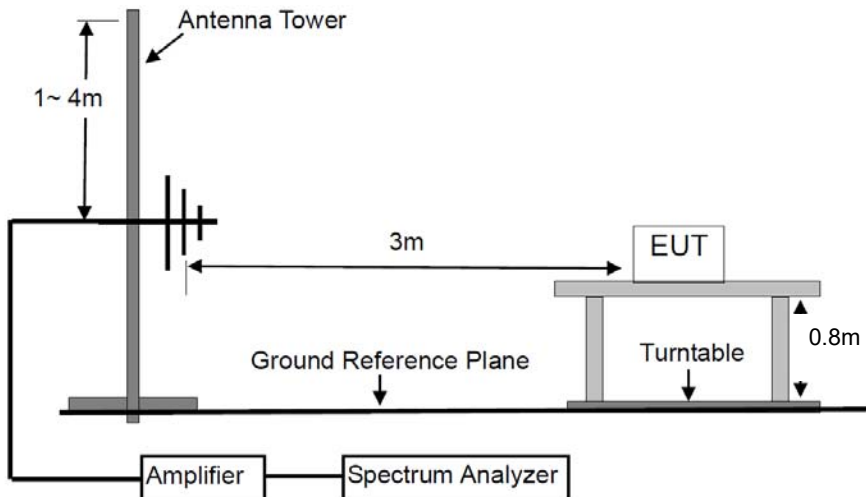 Antenna Tower
1~ 4m
3m
EUT
0.8m
Ground Reference Plane
Turntable
Amplifier
Spectrum Analyzer